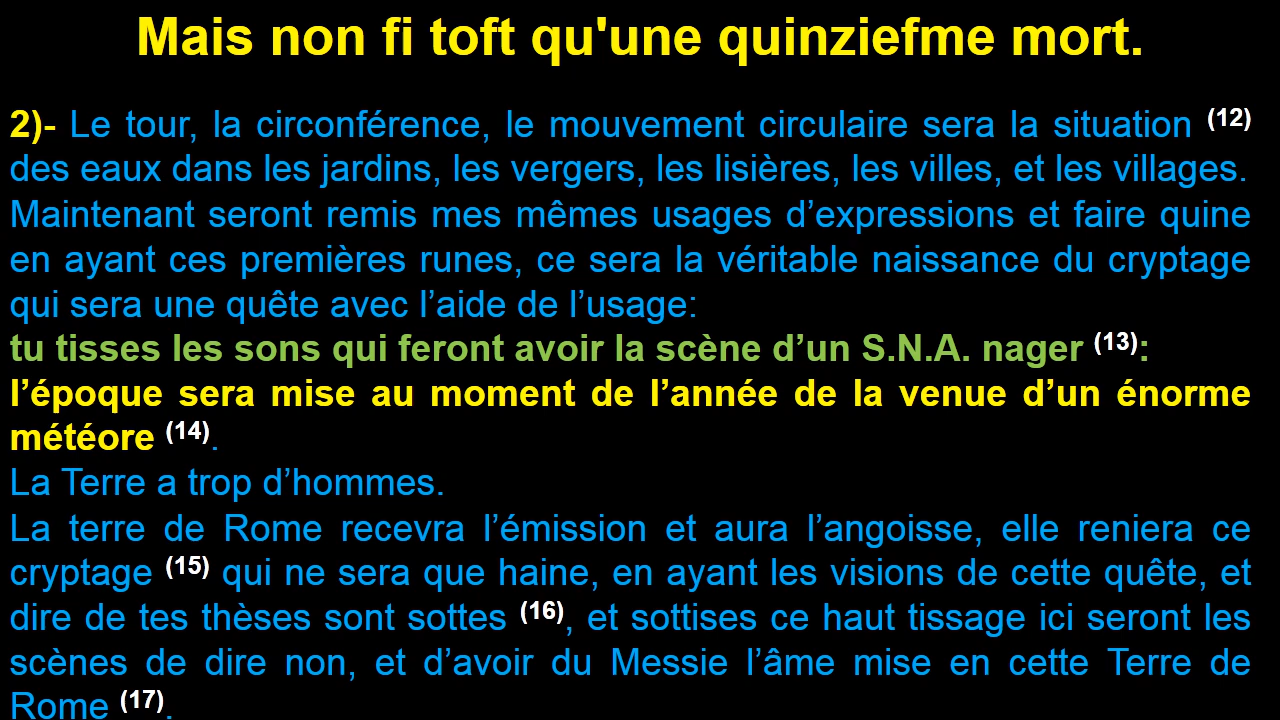 Mais non fi toft qu'une quinziefme mort.
2)- Le tour, la circonférence, le mouvement circulaire sera la situation (12)
des eaux dans les jardins, les vergers, les lisières, les villes, et les villages.
Maintenant seront remis mes mêmes usages d’expressions et faire quine
en ayant ces premières runes, ce sera la véritable naissance du cryptage
qui sera une quête avec l’aide de l’usage:
tu tisses les sons qui feront avoir la scène d’un S.N.A. nager (13):
l’époque sera mise au moment de l’année de la venue d’un énorme
météore (14).
La Terre a trop d’hommes.
La terre de Rome recevra l’émission et aura l’angoisse, elle reniera ce
cryptage (15) qui ne sera que haine, en ayant les visions de cette quête, et
dire de tes thèses sont sottes (16), et sottises ce haut tissage ici seront les
scènes de dire non, et d’avoir du Messie l’âme mise en cette Terre de
Rome (17).